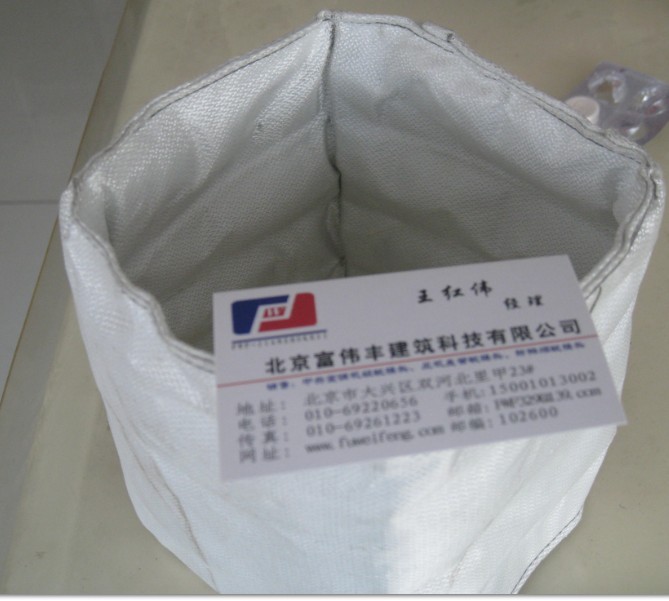 王红伟
经理
北京富伟丰建筑科技有限公司
地址: 北京市大兴区双河北里甲23#
电话: 010-69220656 手机:15001013002
传真: 010-69261223 邮箱:
网址: www.fuweifeng.com 邮编:102600